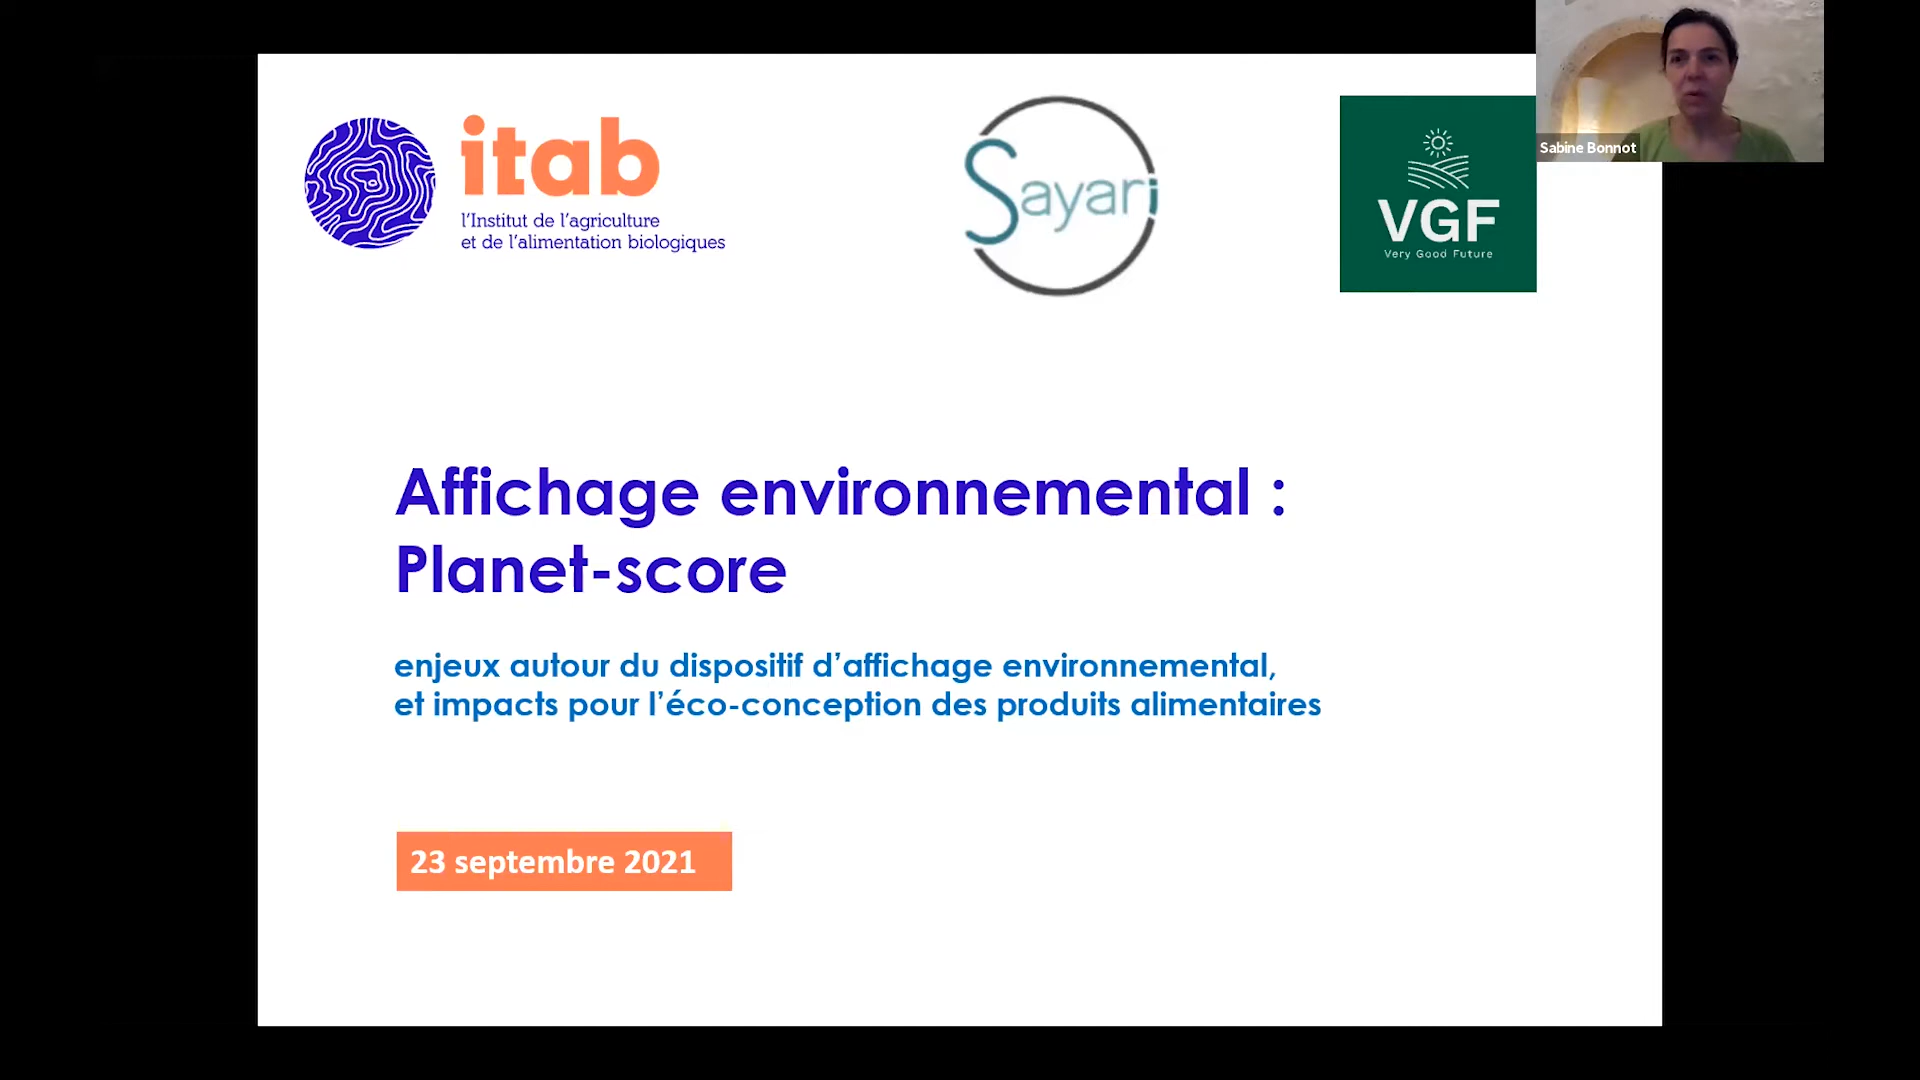 itab
l'Institut de l'agriculture
et de l'alimentation biologiques
Sayari
VGF
Very Good Future
Sabine Bonnot
Affichage environnemental :
Planet-score
enjeux autour du dispositif d'affichage environnemental,
et impacts pour l'éco-conception des produits alimentaires
23 septembre 2021